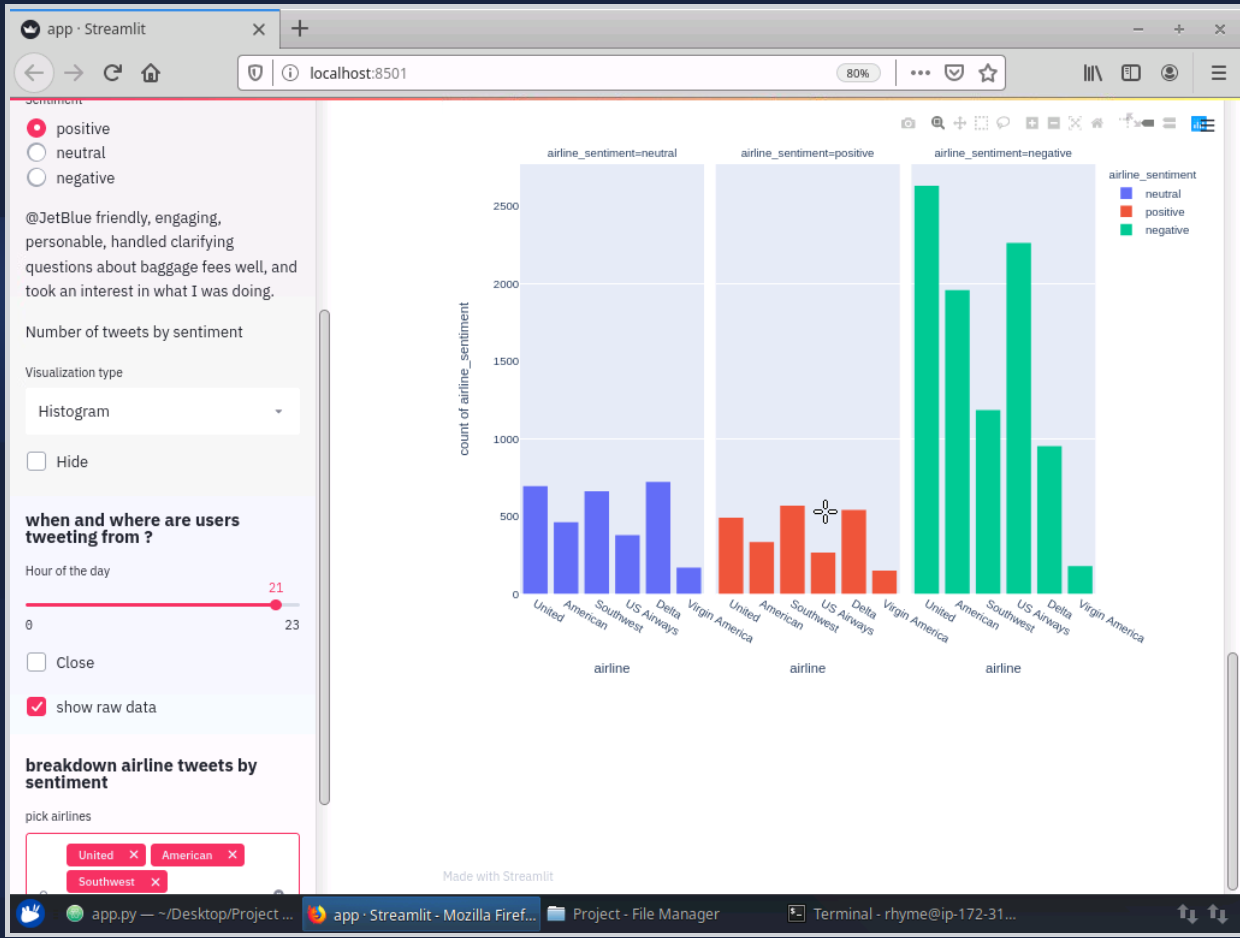 app · Streamlit
localhost:8501
80%
Sentiment
positive
neutral
negative
@JetBlue friendly, engaging,
personable, handled clarifying
questions about baggage fees well, and
took an interest in what I was doing.
Number of tweets by sentiment
Visualization type
Histogram
Hide
when and where are users
tweeting from ?
Hour of the day
21
0
23
Close
show raw data
breakdown airline tweets by
sentiment
pick airlines
United
American
Southwest
airline_sentiment=neutral
airline_sentiment=positive
airline_sentiment=negative
airline_sentiment
neutral
positive
negative
count of airline_sentiment
2500
2000
1500
1000
500
0
United
American
Southwest
US Airways
Delta
Virgin America
United
American
Southwest
US Airways
Delta
Virgin America
United
American
Southwest
US Airways
Delta
Virgin America
airline
airline
airline
Made with Streamlit
app.py — ~/Desktop/Project ...
app · Streamlit - Mozilla Firef...
Project - File Manager
Terminal - rhyme@ip-172-31...